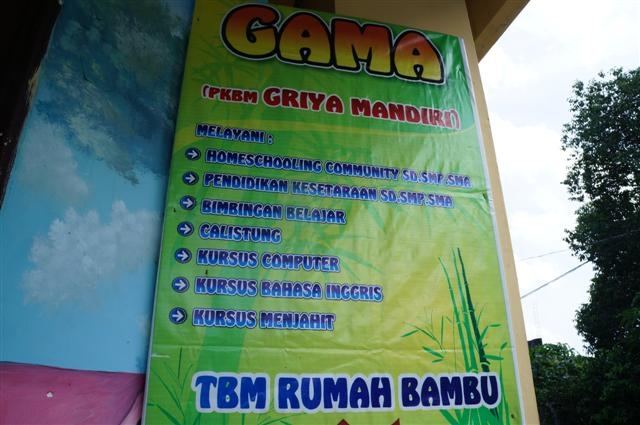 GAMA
(PKBM GRIYA MANDIRI)
MELAYANI :
HOMESCHOOLING COMMUNITY SD,SMP,SMA
PENDIDIKAN KESETARAAN SD,SMP,SMA
BIMBINGAN BELAJAR
CALISTUNG
KURSUS COMPUTER
KURSUS BAHASA INGGRIS
KURSUS MENJAHIT
TBM RUMAH BAMBU